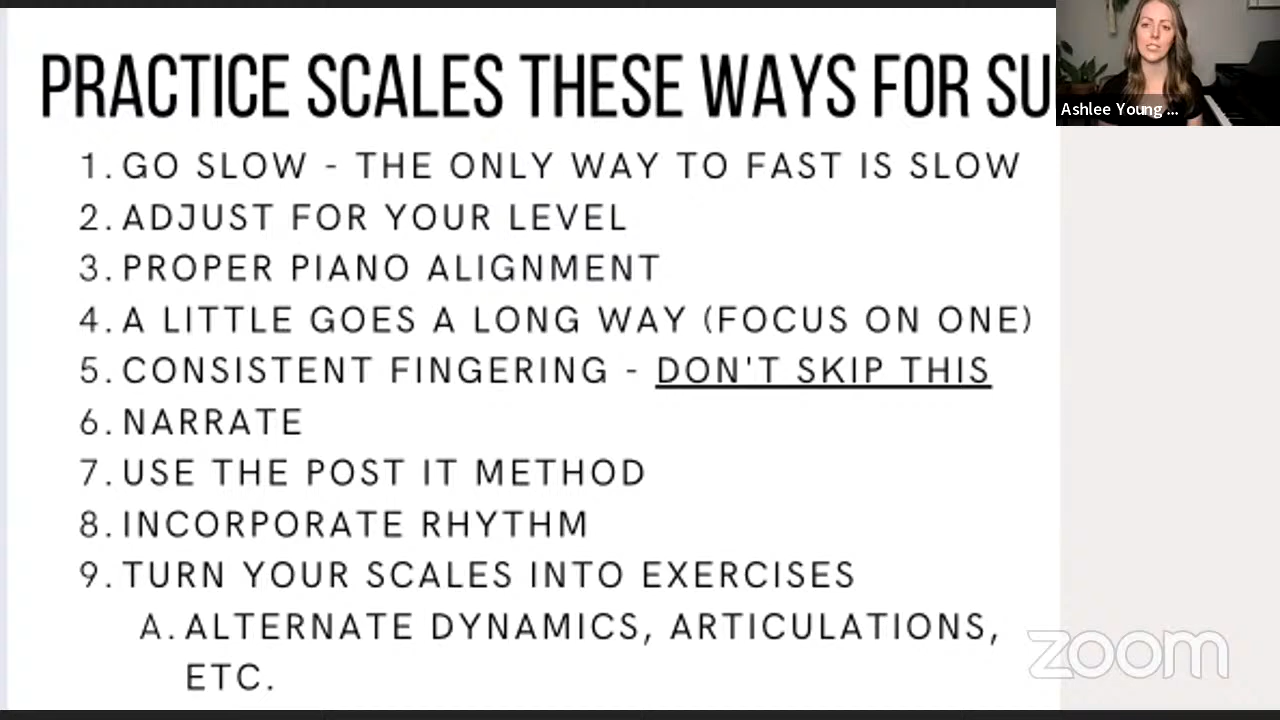 PRACTICE SCALES THESE WAYS FOR SU
Ashlee Young ...
1. GO SLOW - THE ONLY WAY TO FAST IS SLOW
2. ADJUST FOR YOUR LEVEL
3. PROPER PIANO ALIGNMENT
4. A LITTLE GOES A LONG WAY (FOCUS ON ONE)
5. CONSISTENT FINGERING - DON'T SKIP THIS
6. NARRATE
7. USE THE POST IT METHOD
8. INCORPORATE RHYTHM
9. TURN YOUR SCALES INTO EXERCISES
A. ALTERNATE DYNAMICS, ARTICULATIONS,
ETC.
zoom